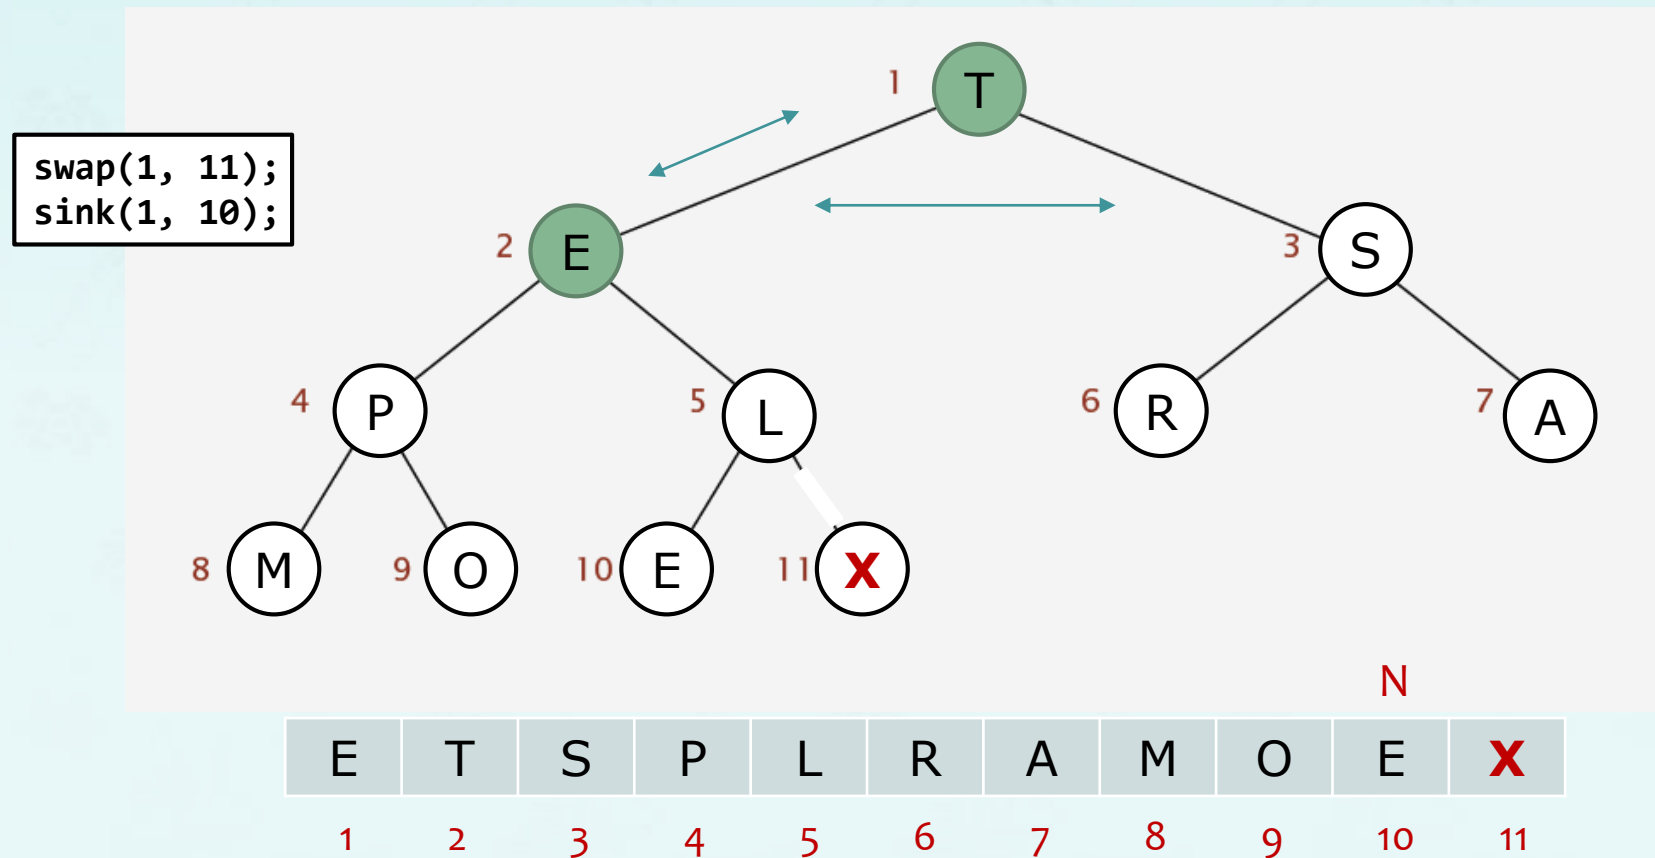 1 T
swap(1, 11);
sink(1, 10);
2 E 3 S
4 P 5 L 6 R 7 A
8 M 9 O 10 E 11 X
N
E T S P L R A M O E X
1 2 3 4 5 6 7 8 9 10 11